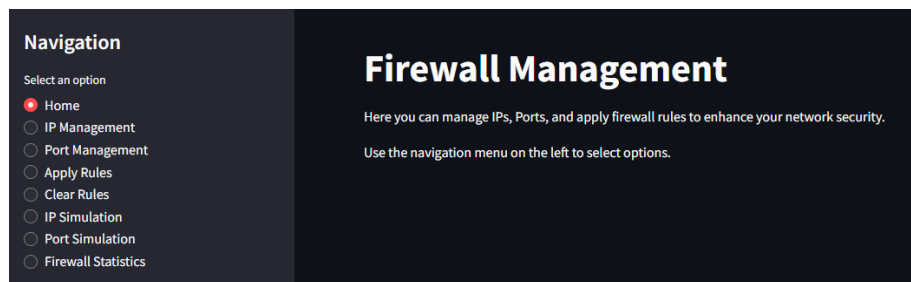 Navigation
Select an option
Home
IP Management
Port Management
Apply Rules
Clear Rules
IP Simulation
Port Simulation
Firewall Statistics
Firewall Management
Here you can manage IPs, Ports, and apply firewall rules to enhance your network security.
Use the navigation menu on the left to select options.